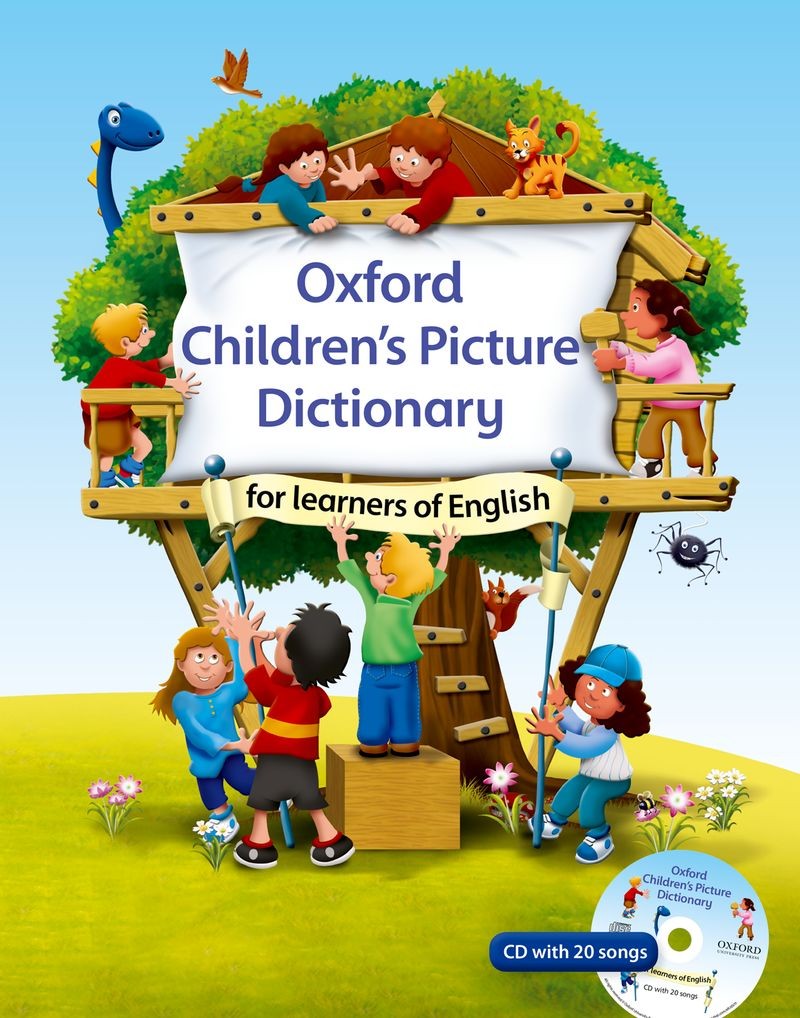 Oxford
Children's Picture
Dictionary
for learners of English
Oxford
Children's Picture
Dictionary
OXFORD
UNIVERSITY PRESS
CD with 20 songs
learners of English
CD with 20 songs